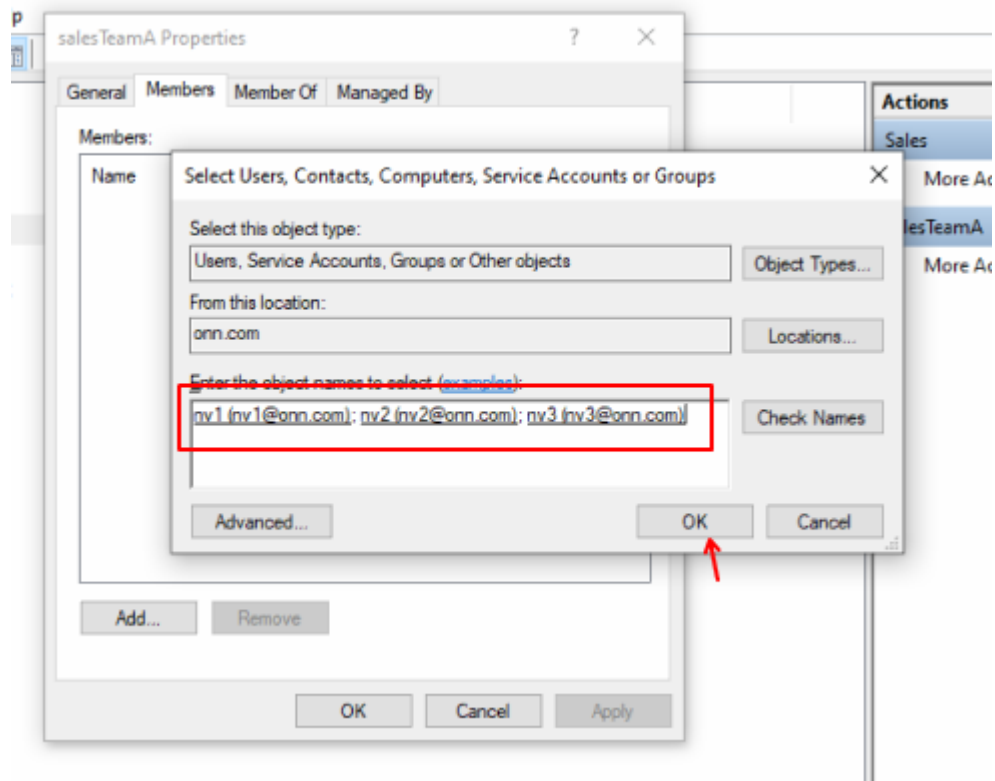 p
salesTeamA Properties
?
General Members Member Of Managed By
Members:
Name
Actions
Sales
More Ac
lesTeamA
More Ac
Select Users, Contacts, Computers, Service Accounts or Groups
Select this object type:
Users, Service Accounts, Groups or Other objects
Object Types...
From this location:
onn.com
Locations...
Enter the object names to select (examples):
nv1 (nv1@onn.com); nv2 (nv2@onn.com); nv3 (nv3@onn.com)
Check Names
Advanced...
OK
Cancel
Add...
Remove
OK
Cancel
Apply